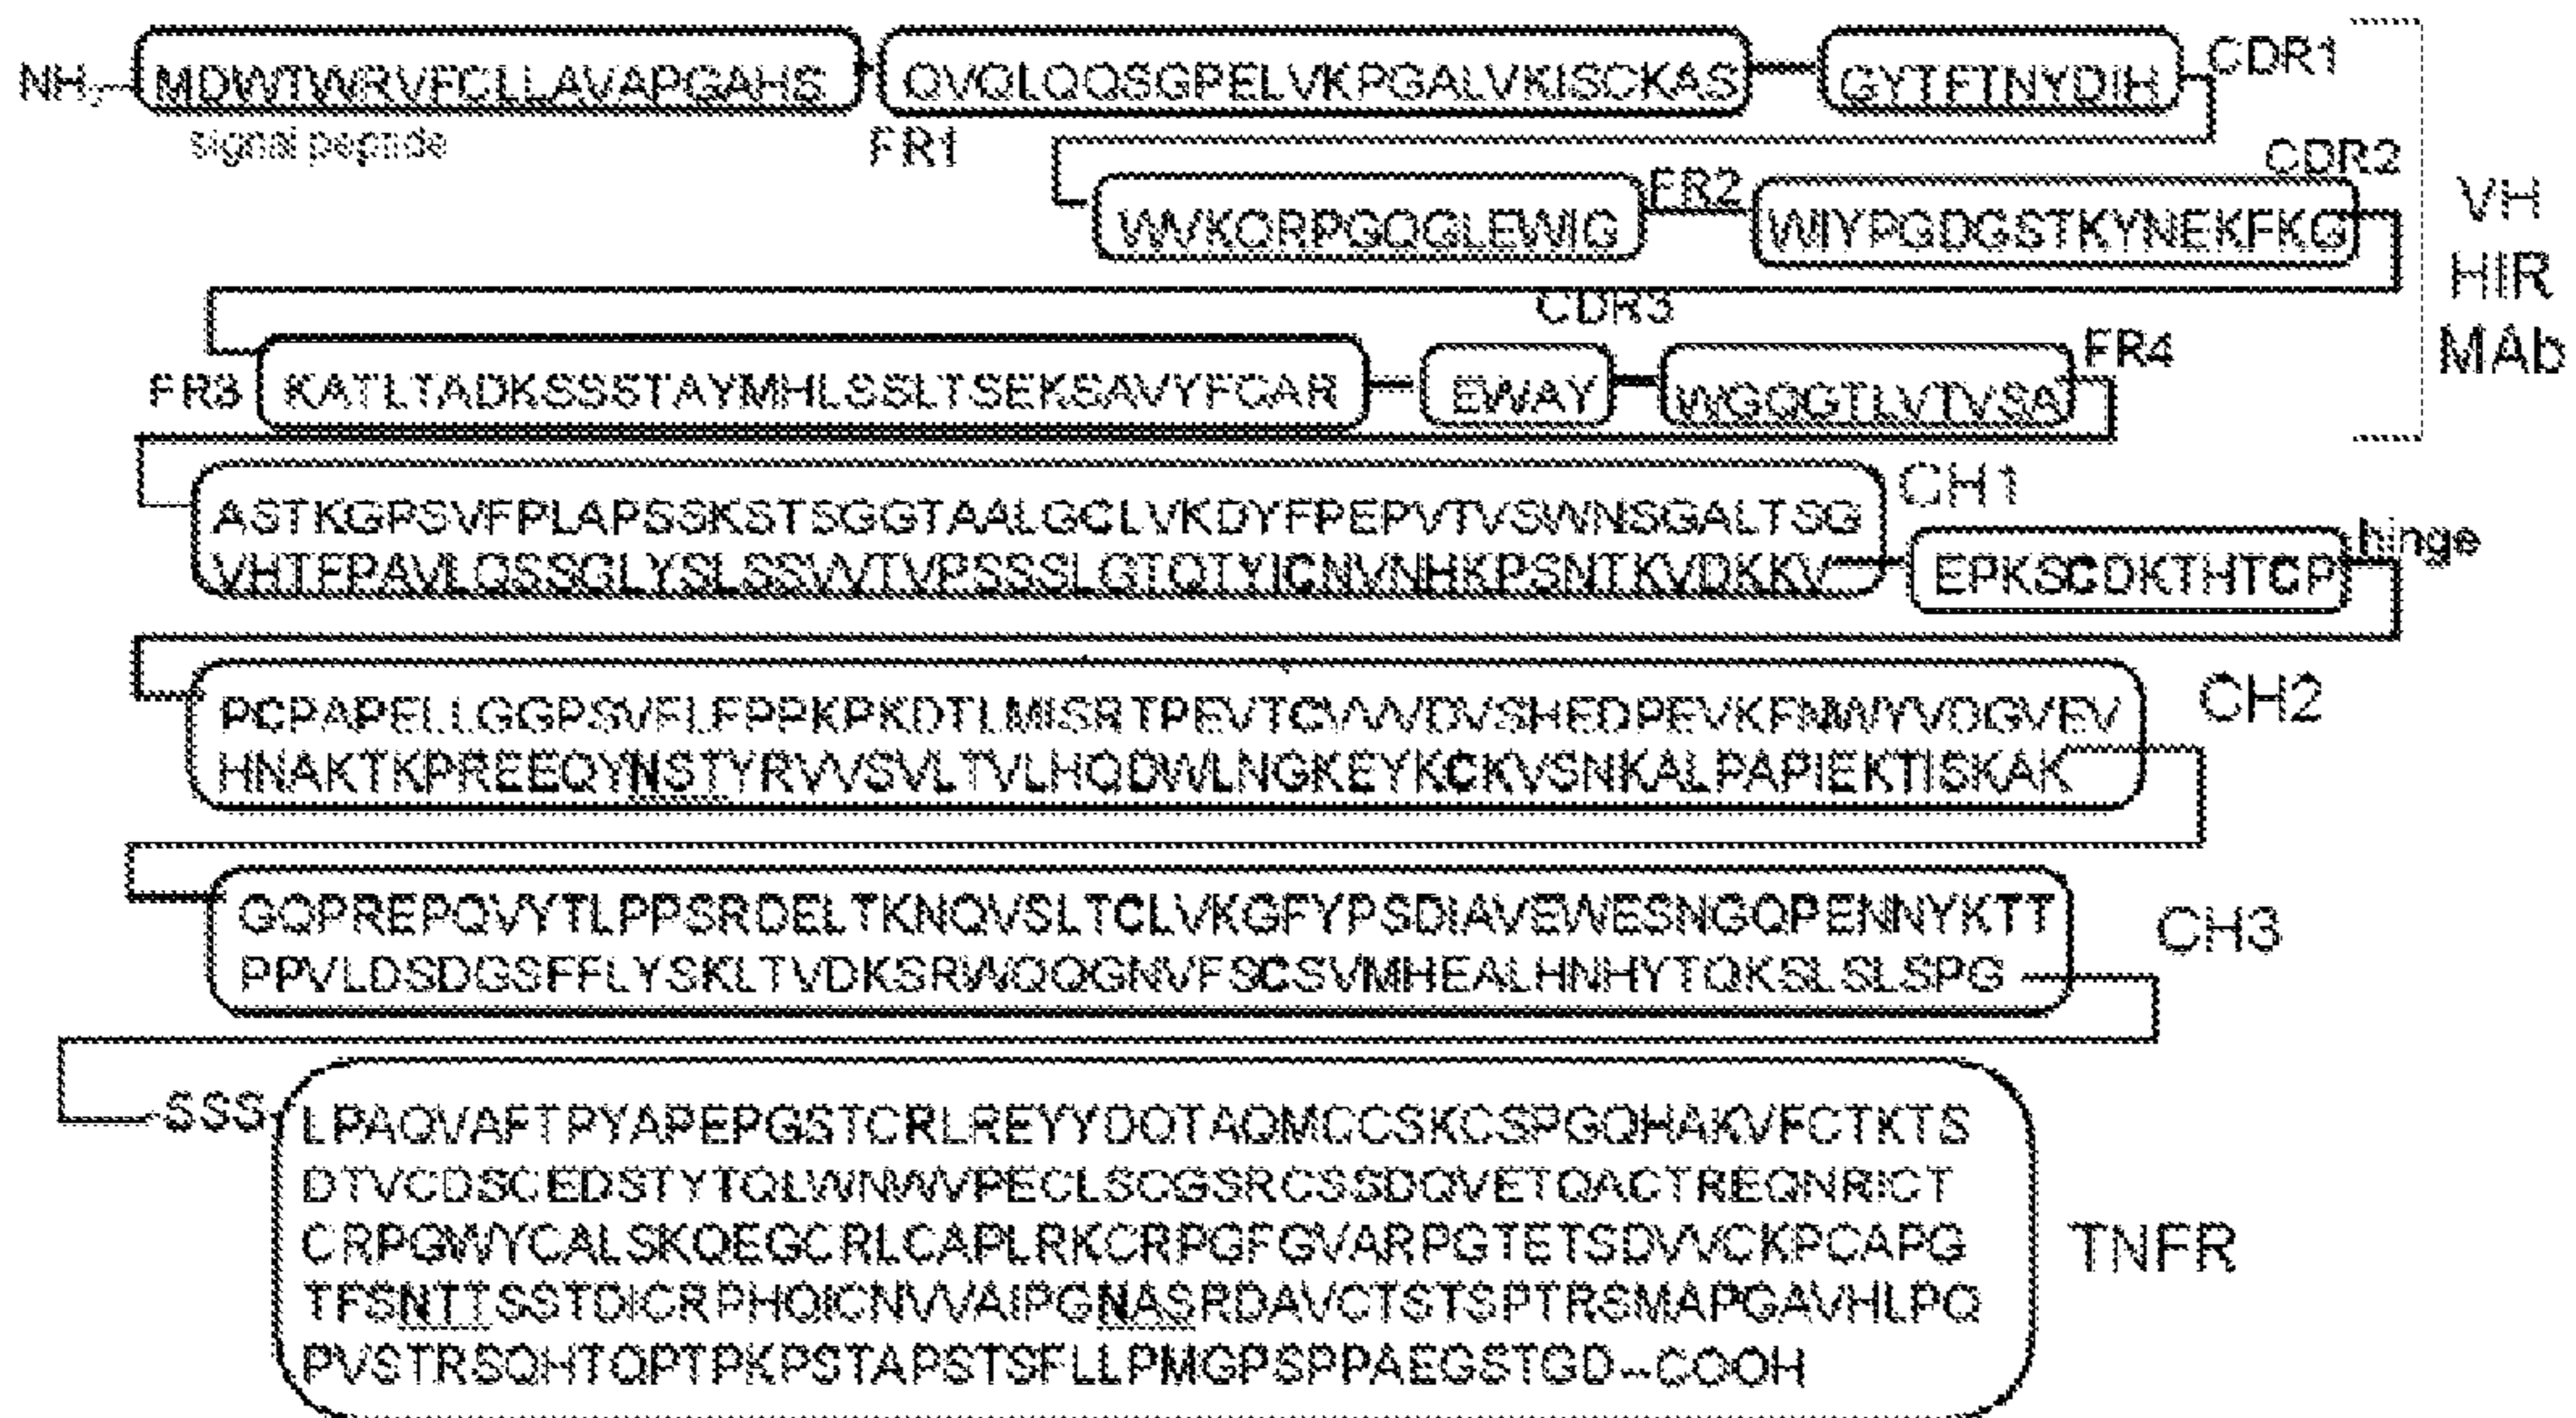 NH2 MDWTWRVFCLLAVAPGAHS QVQLQQSGPELVKPGALVKISCKAS GYTFTNYDIH CDR1
signal peptide FR1
CDR2
WVKQRPGQGLEWIG FR2 WIYPGDGSTKYNEKFKG
VH
HIR
MAb
CDR3
FR3 KATLTADKSSSTAYMHLSSLTSEKSAVYFCAR EWAY WGQGTLVTVSA FR4
ASTKGPSVFPLAPSSKSTSGGTAALGCLVKDYFPEPVTVSWNSGALTSG CH1
VHTFPAVLQSSGLYSLSSVVTVPSSSLGTQTYICNVNHKPSNTKVDKKV EPKSCDKTHTCP hinge
PCPAPELLGGPSVFLFPPKPKDTLMISRTPEVTCVVVDVSHEDPEVKFNWYVDGVEV CH2
HNAKTKPREEQYNSTYRVVSVLTVLHQDWLNGKEYKCKVSNKALPAPIEKTISKAK
GQPREPQVYTLPPSRDELTKNQVSLTCLVKGFYPSDIAVEWESNGQPENNYKTT CH3
PPVLDSDGSFFLYSKLTVDKSRWQQGNVFSCSVMHEALHNHYTQKSLSLSPG
SSS LPAQVAFTPYAPEPGSTCRLREYYDQTAQMCCSKCSPGQHAKVFCTKTS
DTVCDSCEDSTYTQLWNWVPECLSCGSRCSSDQVETQACTREQNRICT
CRPGWYCALSKQEGCRLCAPLRKCRPGFGVARPGTETSDVVCKPCAPG TNFR
TFSNTTSSTDICRPHQICNVVAIPGNASRDAVCTSTSPTRSMAPGAVHLPQ
PVSTRSQHTQPTPKPSTAPSTSFLLPMGPSPPAEGSTGD--COOH